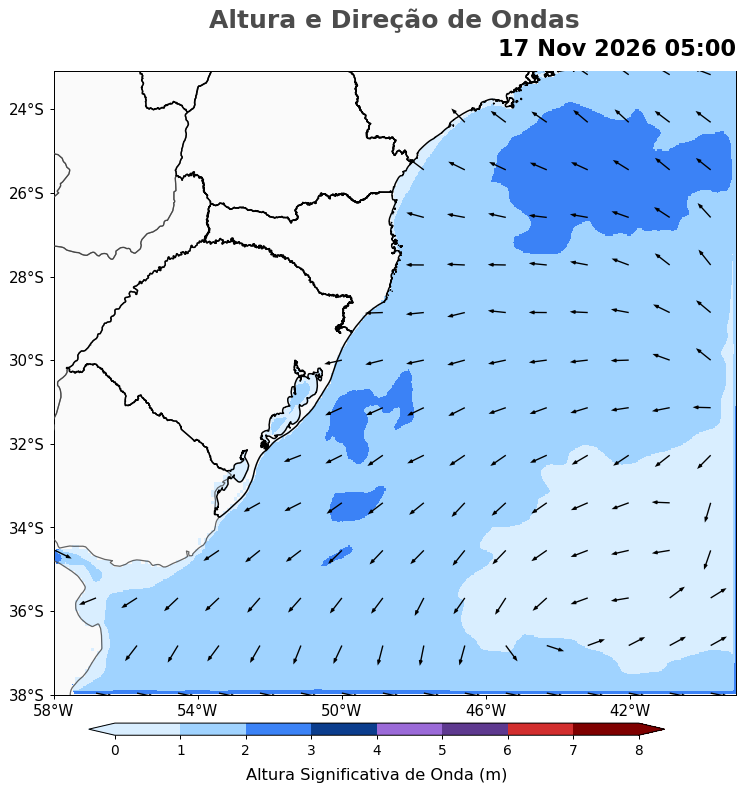 Altura e Direção de Ondas
17 Nov 2026 05:00
24°S
26°S
28°S
30°S
32°S
34°S
36°S
38°S
58°W 54°W 50°W 46°W 42°W
0 1 2 3 4 5 6 7 8
Altura Significativa de Onda (m)